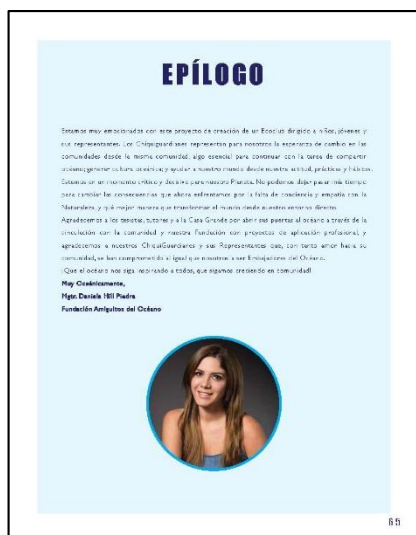 EPÍLOGO
Estamos muy emocionados con este proyecto de creación de un Ecoclub dirigido a niños, jóvenes y
sus representantes. Los Chiquiguardianes representan para nosotros la esperanza de cambio en las
comunidades desde la misma comunidad, algo esencial para continuar con la tarea de compartir
océano; generar cultura oceánica; y ayudar a nuestro mundo desde nuestra actitud, prácticas y hábitos.
Estamos en un momento crítico y decisivo para nuestro Planeta. No podemos dejar pasar más tiempo
para cambiar las consecuencias que ahora enfrentamos por la falta de conciencia y empatía con la
Naturaleza, y qué mejor manera que transformar el mundo desde nuestro entorno directo.
Agradecemos a los tesistas, tutores y a la Casa Grande por abrir sus puertas al océano a través de la
vinculación con la comunidad y nuestra Fundación con proyectos de aplicación profesional, y
agradecemos a nuestros ChiquiGuardianes y sus Representantes que, con tanto amor hacia su
comunidad, se han comprometido al igual que nosotros a ser Embajadores del Océano.
¡Que el océano nos siga inspirando a todos, que sigamos creciendo en comunidad!
Muy Oceánicamente,
Mgtr. Daniela Hill Piedra
Fundación Amiguitos del Océano
65